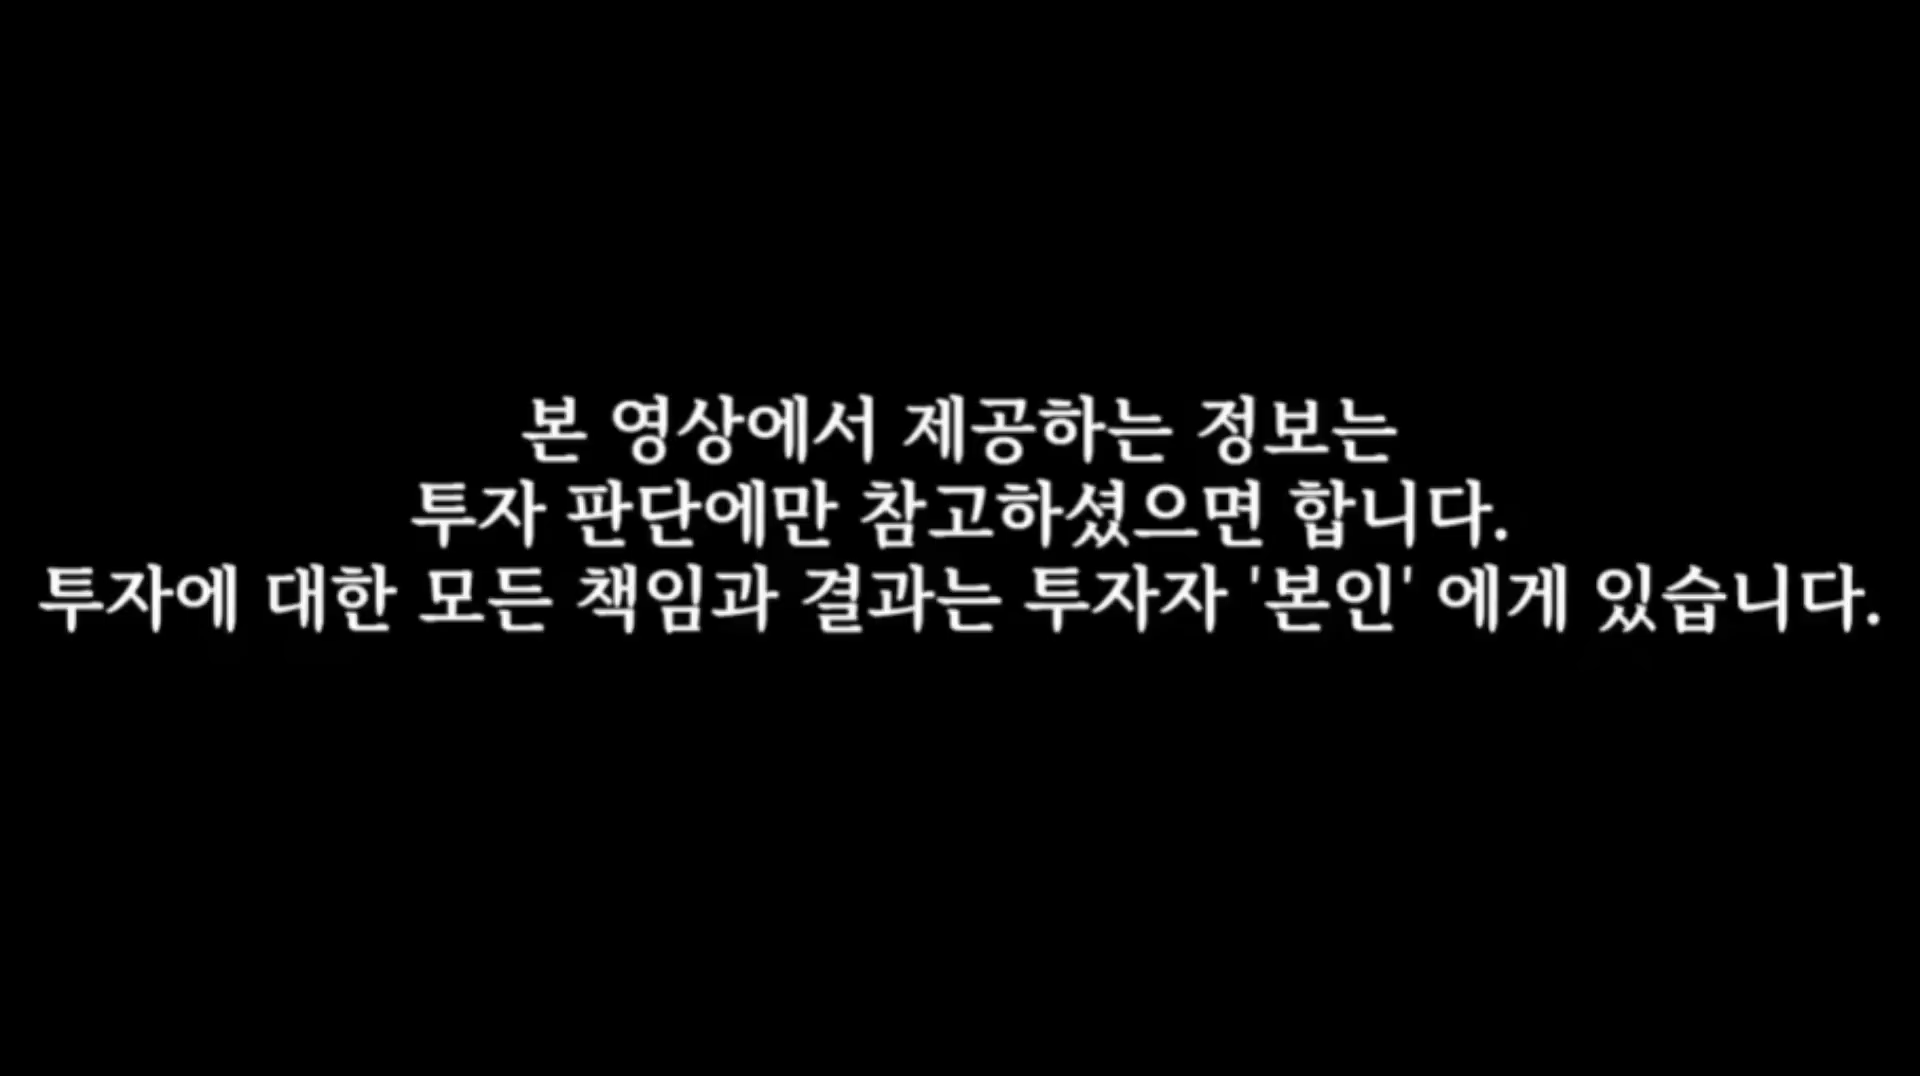 본 영상에서 제공하는 정보는
투자 판단에만 참고하셨으면 합니다.
투자에 대한 모든 책임과 결과는 투자자 '본인' 에게 있습니다.